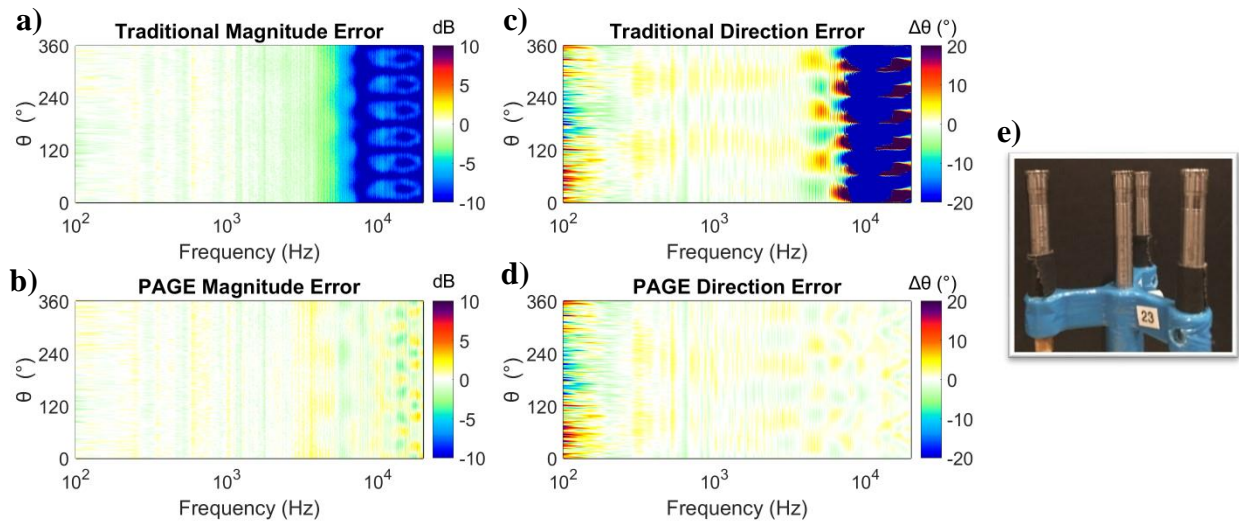 a)
Traditional Magnitude Error
dB
360
240
120
0
θ (°)
10²
10³
10⁴
Frequency (Hz)
10
5
0
-5
-10
c)
Traditional Direction Error
Δθ (°)
360
240
120
0
θ (°)
10²
10³
10⁴
Frequency (Hz)
20
10
0
-10
-20
b)
PAGE Magnitude Error
dB
360
240
120
0
θ (°)
10²
10³
10⁴
Frequency (Hz)
10
5
0
-5
-10
d)
PAGE Direction Error
Δθ (°)
360
240
120
0
θ (°)
10²
10³
10⁴
Frequency (Hz)
20
10
0
-10
-20
e)
23